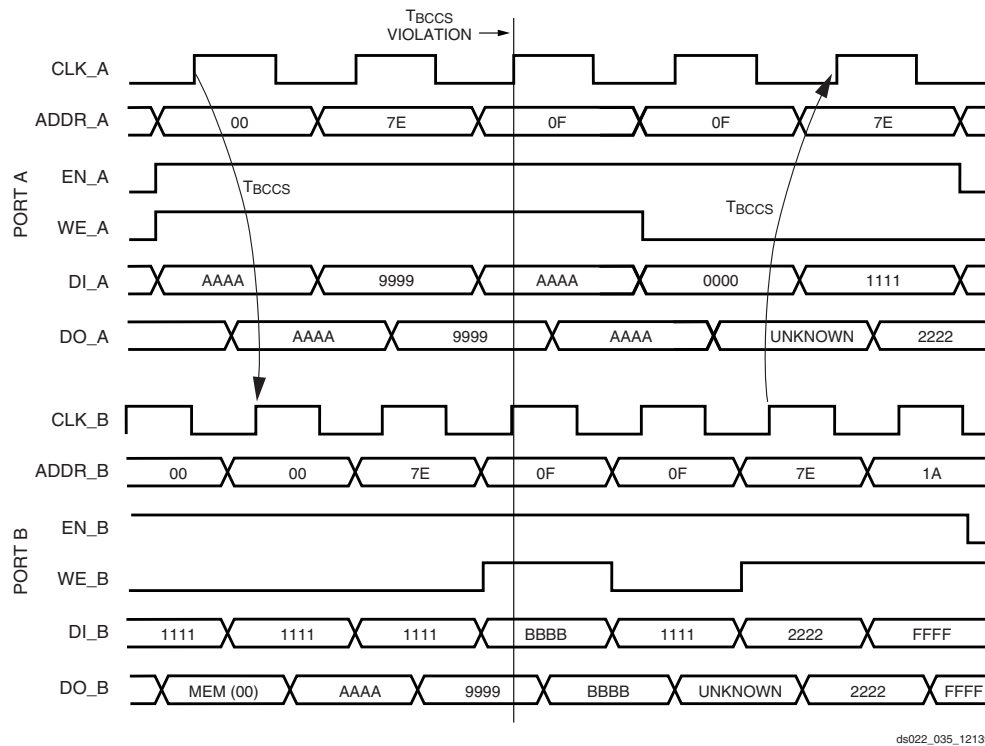 TBCCS
VIOLATION
CLK_A
ADDR_A 00 7E 0F 0F 7E
EN_A
TBCCS TBCCS
PORT A
WE_A
DI_A AAAA 9999 AAAA 0000 1111
DO_A AAAA 9999 AAAA UNKNOWN 2222
CLK_B
ADDR_B 00 00 7E 0F 0F 7E 1A
EN_B
PORT B
WE_B
DI_B 1111 1111 1111 BBBB 1111 2222 FFFF
DO_B MEM (00) AAAA 9999 BBBB UNKNOWN 2222 FFFF